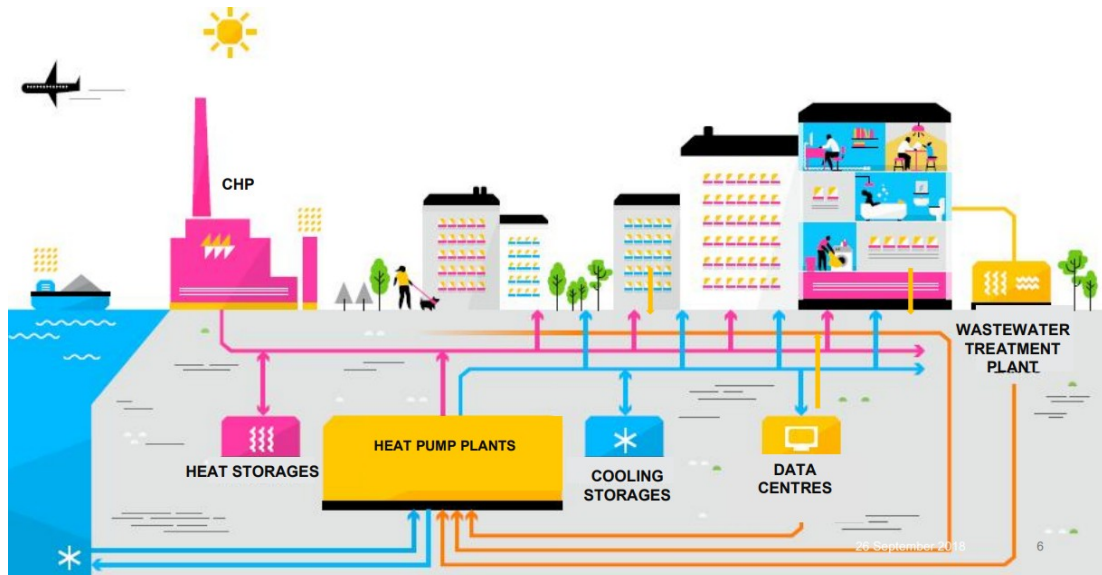 CHP
WASTEWATER
TREATMENT
PLANT
HEAT PUMP PLANTS
HEAT STORAGES
COOLING
STORAGES
DATA
CENTRES
26 September 2018
6